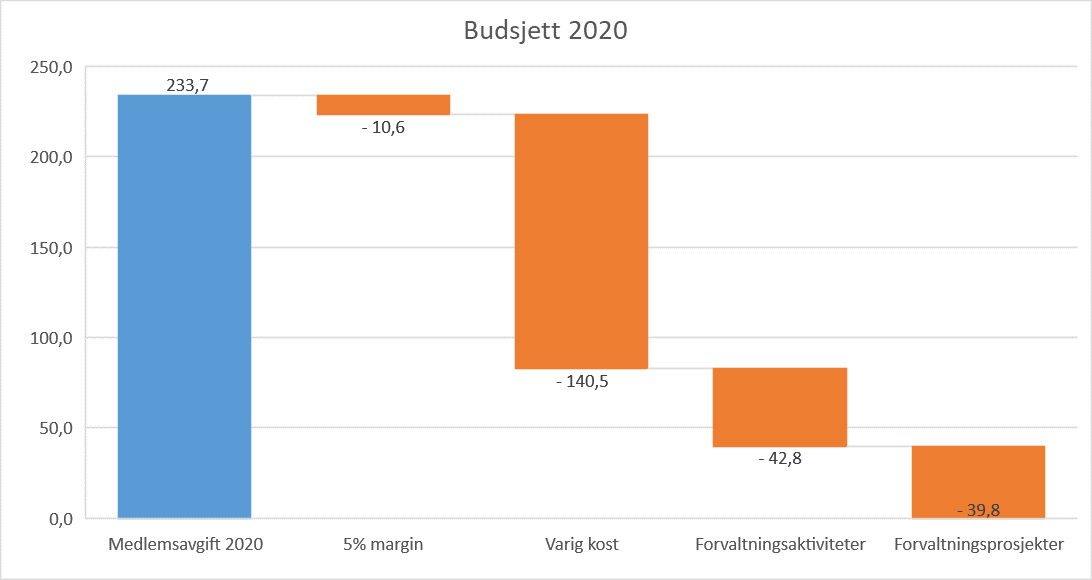 Budsjett 2020
250,0
200,0
150,0
100,0
50,0
0,0
233,7
- 10,6
- 140,5
- 42,8
- 39,8
Medlemsavgift 2020
5% margin
Varig kost
Forvaltningsaktiviteter
Forvaltningsprosjekter